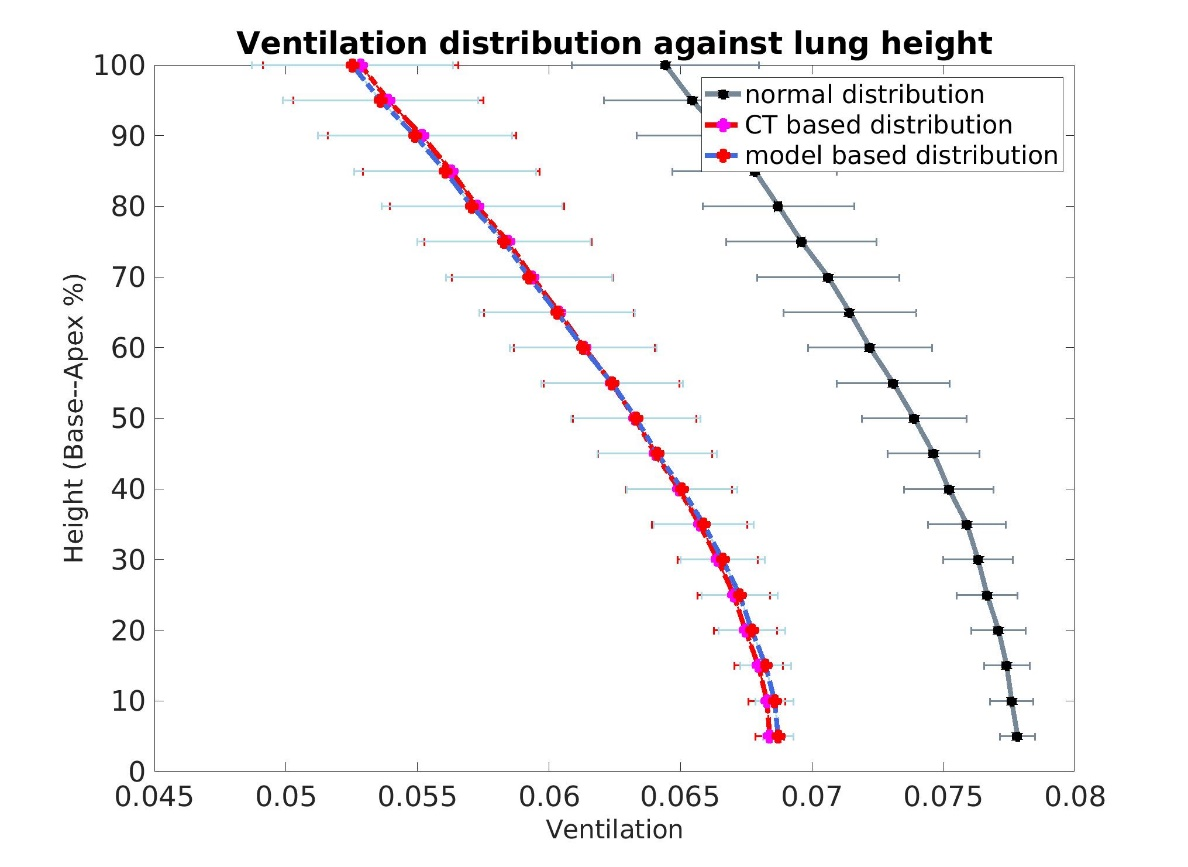 Ventilation distribution against lung height
normal distribution
CT based distribution
model based distribution
100
90
80
70
60
50
40
30
20
10
0
Height (Base--Apex %)
0.045 0.05 0.055 0.06 0.065 0.07 0.075 0.08
Ventilation